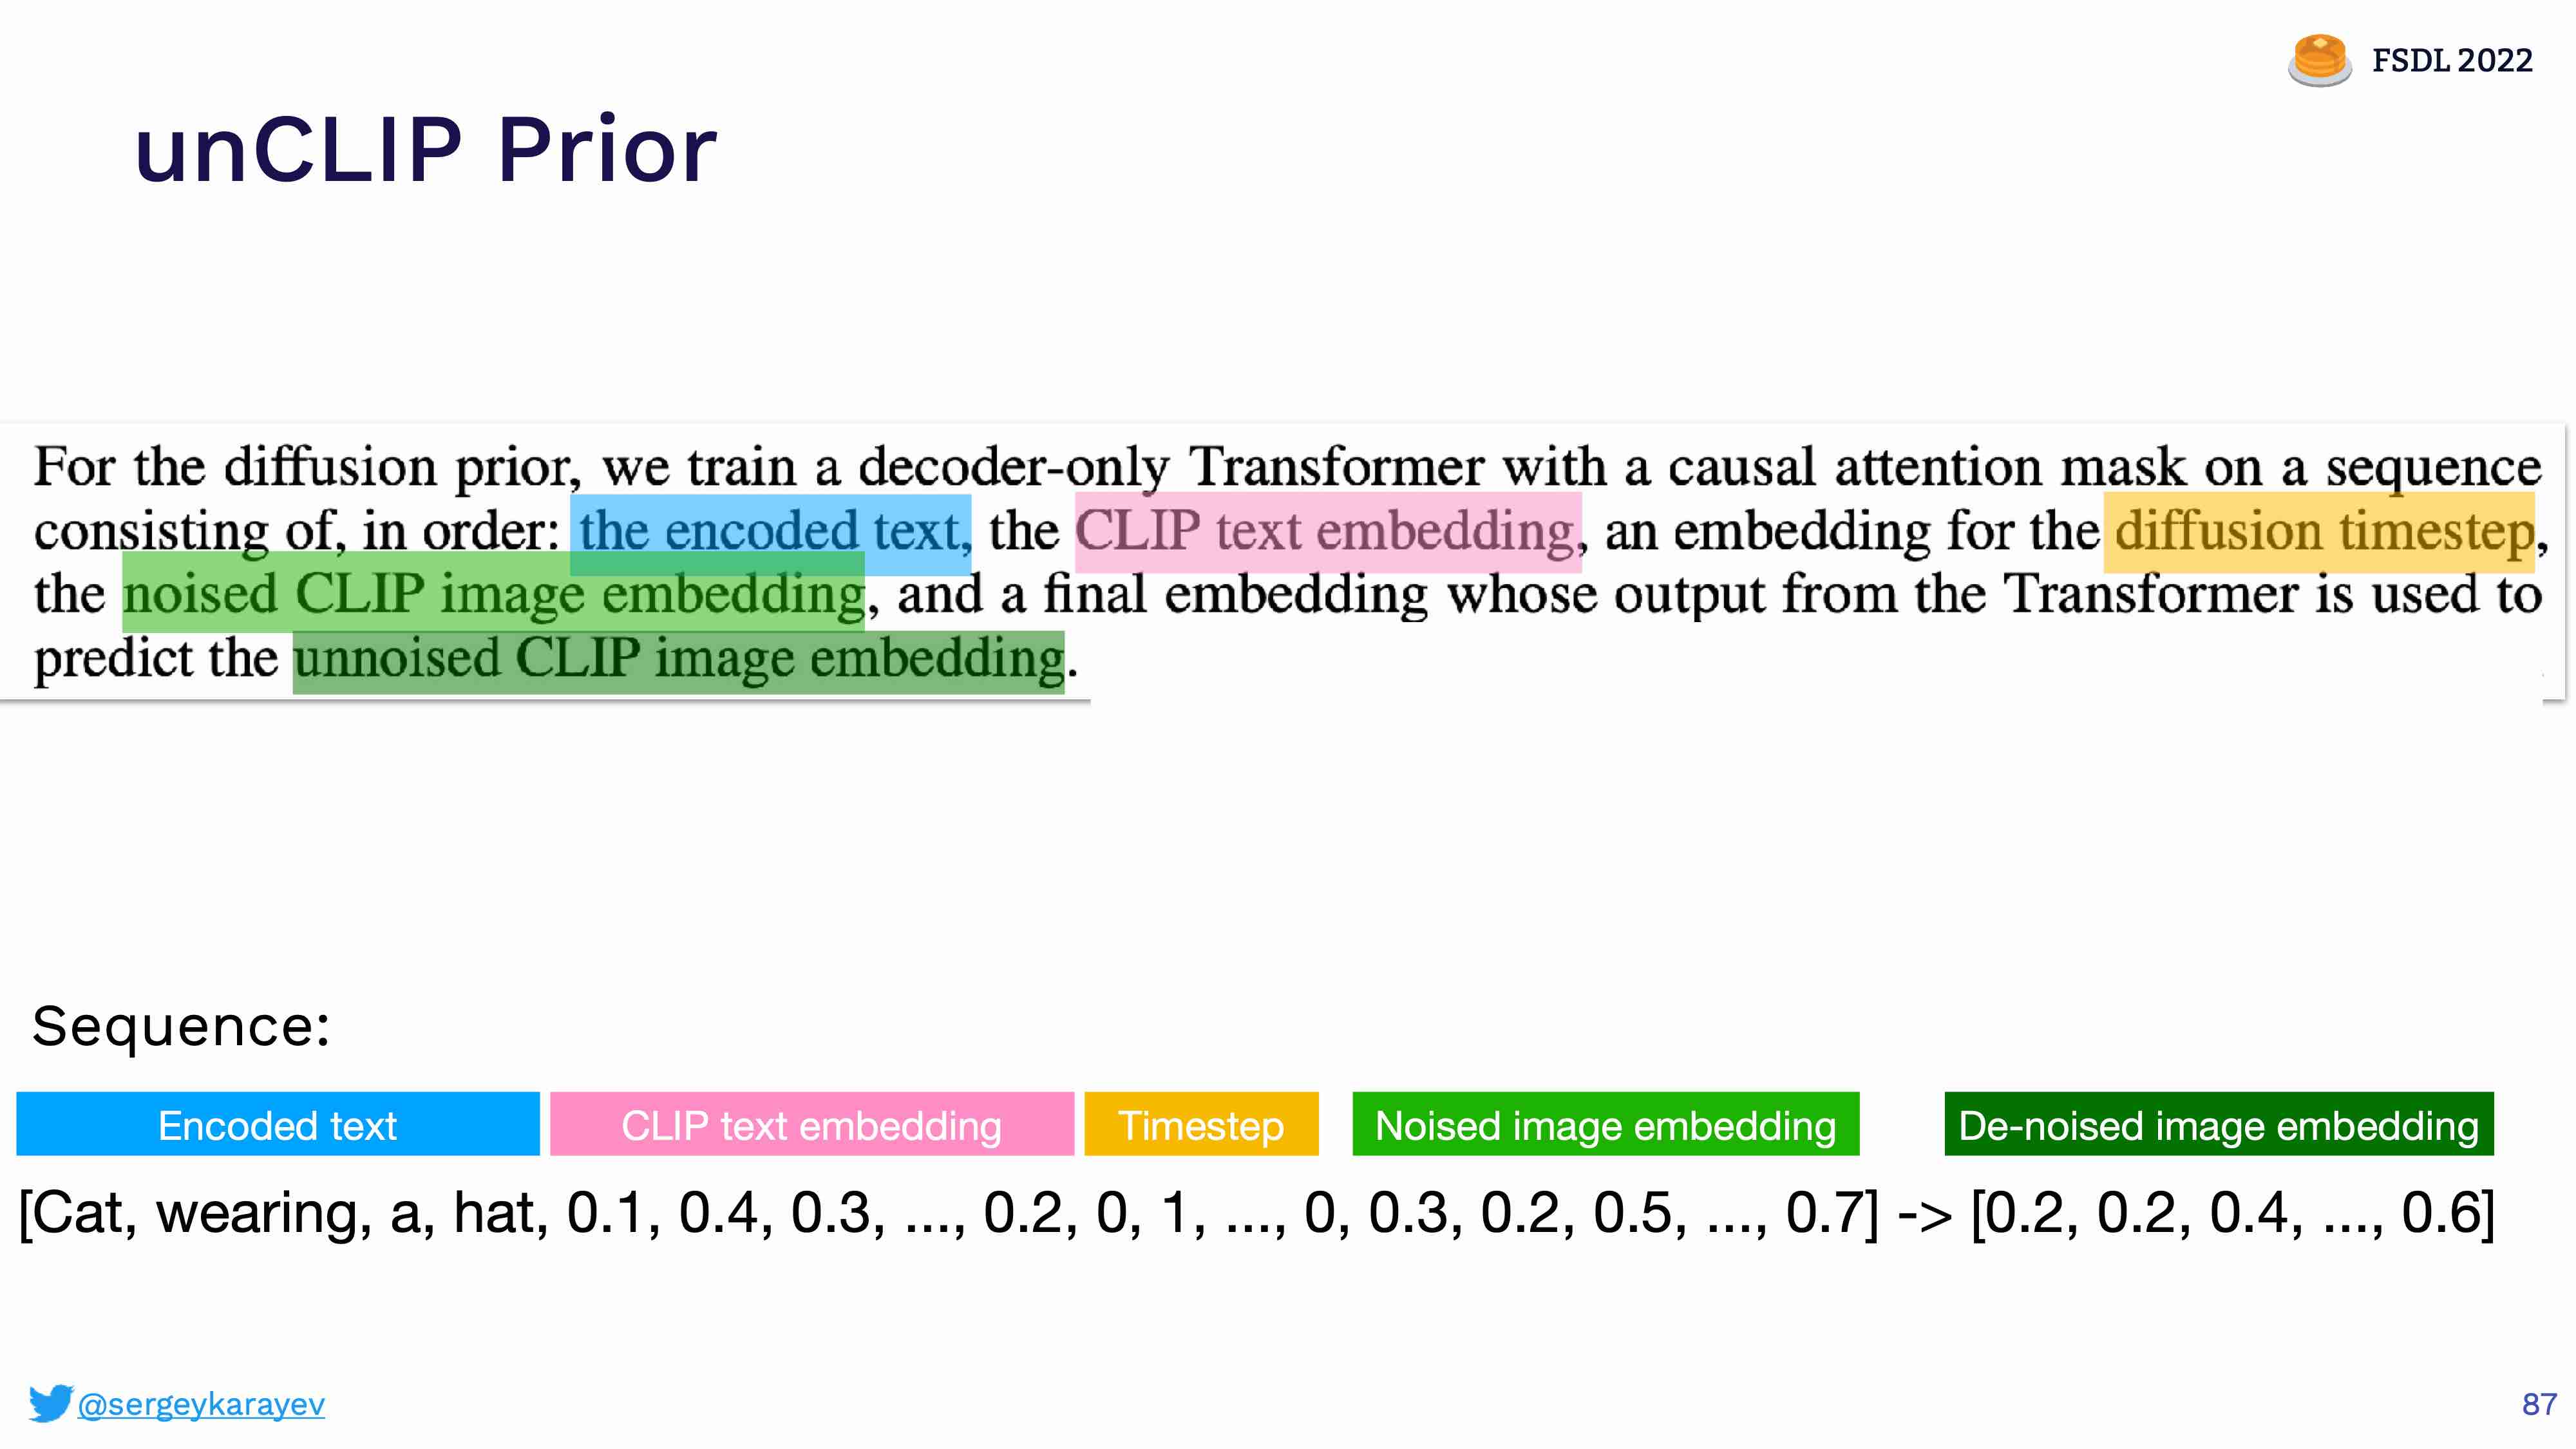 FSDL 2022
unCLIP Prior
For the diffusion prior, we train a decoder-only Transformer with a causal attention mask on a sequence
consisting of, in order: the encoded text, the CLIP text embedding, an embedding for the diffusion timestep,
the noised CLIP image embedding, and a final embedding whose output from the Transformer is used to
predict the unnoised CLIP image embedding.
Sequence:
Encoded text CLIP text embedding Timestep Noised image embedding De-noised image embedding
[Cat, wearing, a, hat, 0.1, 0.4, 0.3, ..., 0.2, 0, 1, ..., 0, 0.3, 0.2, 0.5, ..., 0.7] -> [0.2, 0.2, 0.4, ..., 0.6]
@sergeykarayev
87